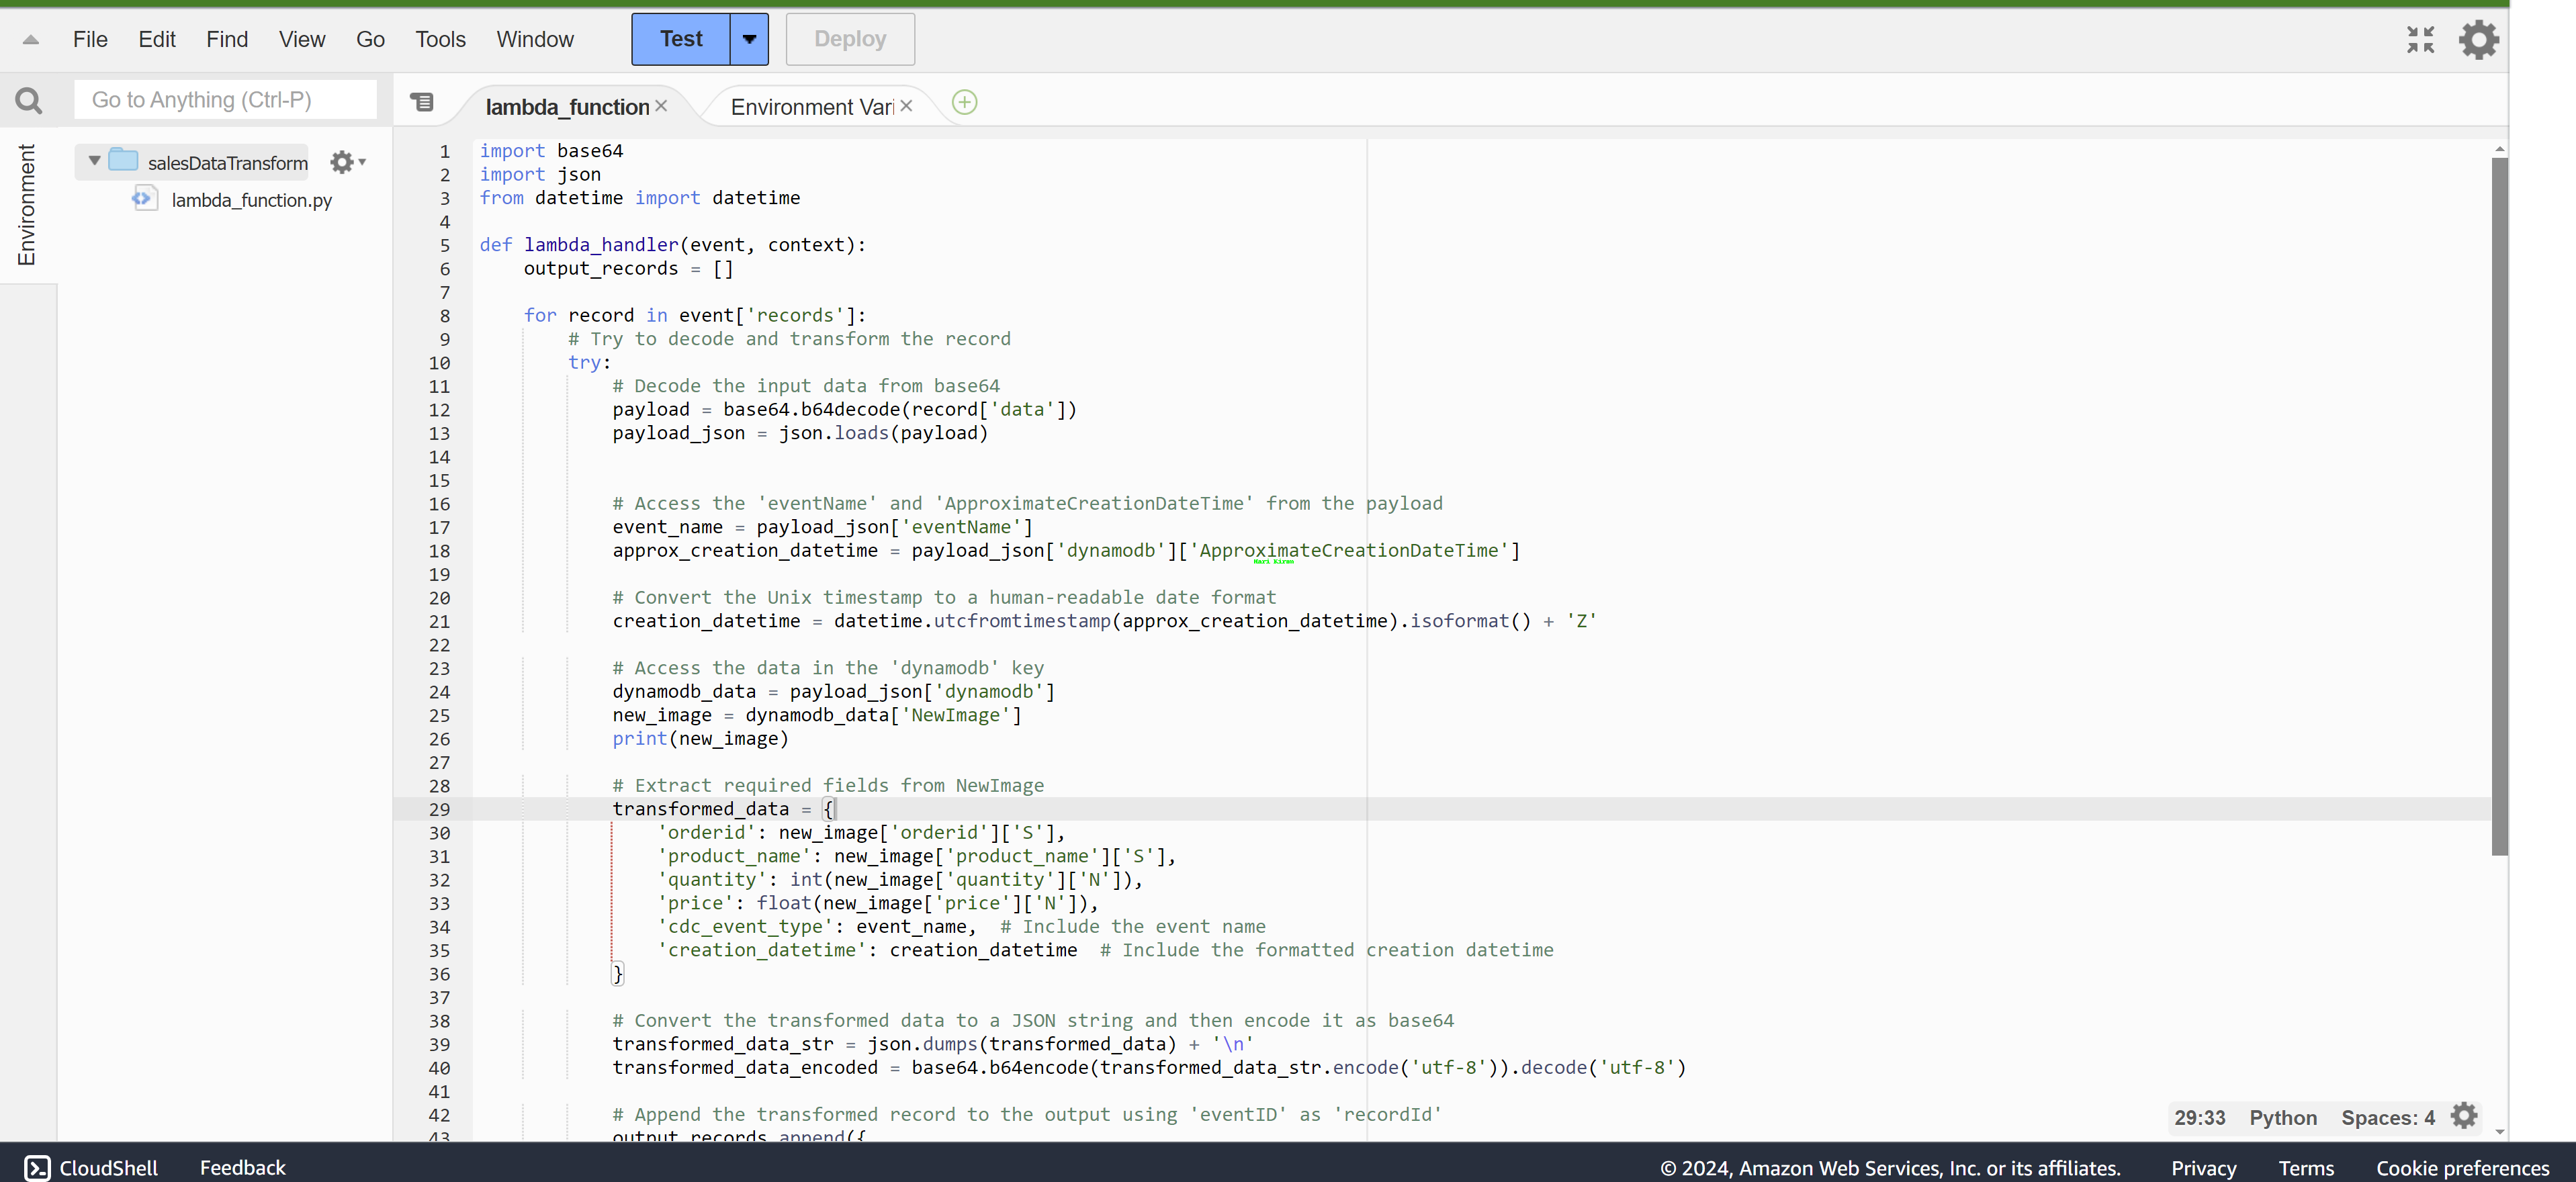 File Edit Find View Go Tools Window Test Deploy
Go to Anything (Ctrl-P)
lambda_function Environment Vari
Environment
salesDataTransform
lambda_function.py
1 import base64
2 import json
3 from datetime import datetime
4
5 def lambda_handler(event, context):
6     output_records = []
7
8     for record in event['records']:
9         # Try to decode and transform the record
10         try:
11             # Decode the input data from base64
12             payload = base64.b64decode(record['data'])
13             payload_json = json.loads(payload)
14
15
16             # Access the 'eventName' and 'ApproximateCreationDateTime' from the payload
17             event_name = payload_json['eventName']
18             approx_creation_datetime = payload_json['dynamodb']['ApproximateCreationDateTime']
Hari Kiran
19
20             # Convert the Unix timestamp to a human-readable date format
21             creation_datetime = datetime.utcfromtimestamp(approx_creation_datetime).isoformat() + 'Z'
22
23             # Access the data in the 'dynamodb' key
24             dynamodb_data = payload_json['dynamodb']
25             new_image = dynamodb_data['NewImage']
26             print(new_image)
27
28             # Extract required fields from NewImage
29             transformed_data = {
30                 'orderid': new_image['orderid']['S'],
31                 'product_name': new_image['product_name']['S'],
32                 'quantity': int(new_image['quantity']['N']),
33                 'price': float(new_image['price']['N']),
34                 'cdc_event_type': event_name,  # Include the event name
35                 'creation_datetime': creation_datetime  # Include the formatted creation datetime
36             }
37
38             # Convert the transformed data to a JSON string and then encode it as base64
39             transformed_data_str = json.dumps(transformed_data) + '\n'
40             transformed_data_encoded = base64.b64encode(transformed_data_str.encode('utf-8')).decode('utf-8')
41
42             # Append the transformed record to the output using 'eventID' as 'recordId'
43             output_records.append({
29:33 Python Spaces: 4
CloudShell Feedback © 2024, Amazon Web Services, Inc. or its affiliates. Privacy Terms Cookie preferences